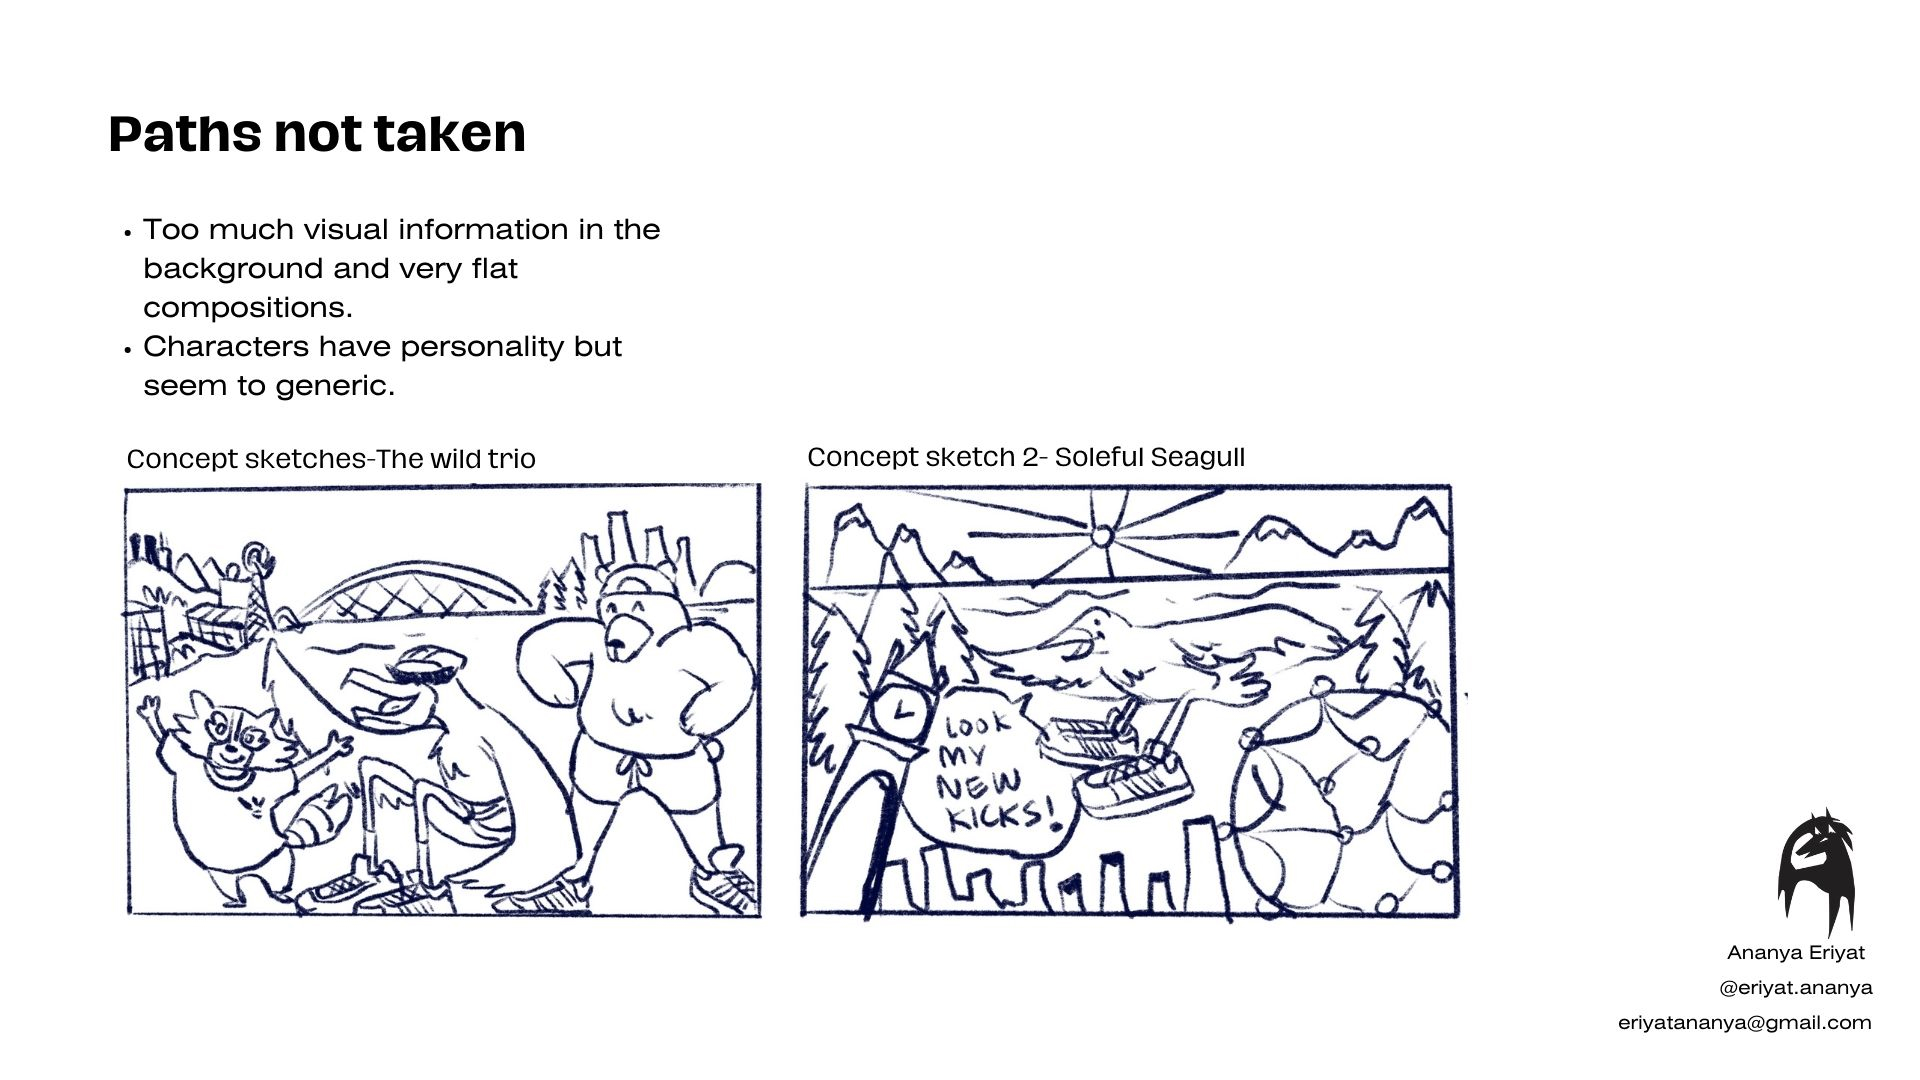 Paths not taken
• Too much visual information in the
background and very flat
compositions.
• Characters have personality but
seem to generic.
Concept sketches-The wild trio
Concept sketch 2- Soleful Seagull
LOOK
MY
NEW
KICKS!
Ananya Eriyat
@eriyat.ananya
eriyatananya@gmail.com